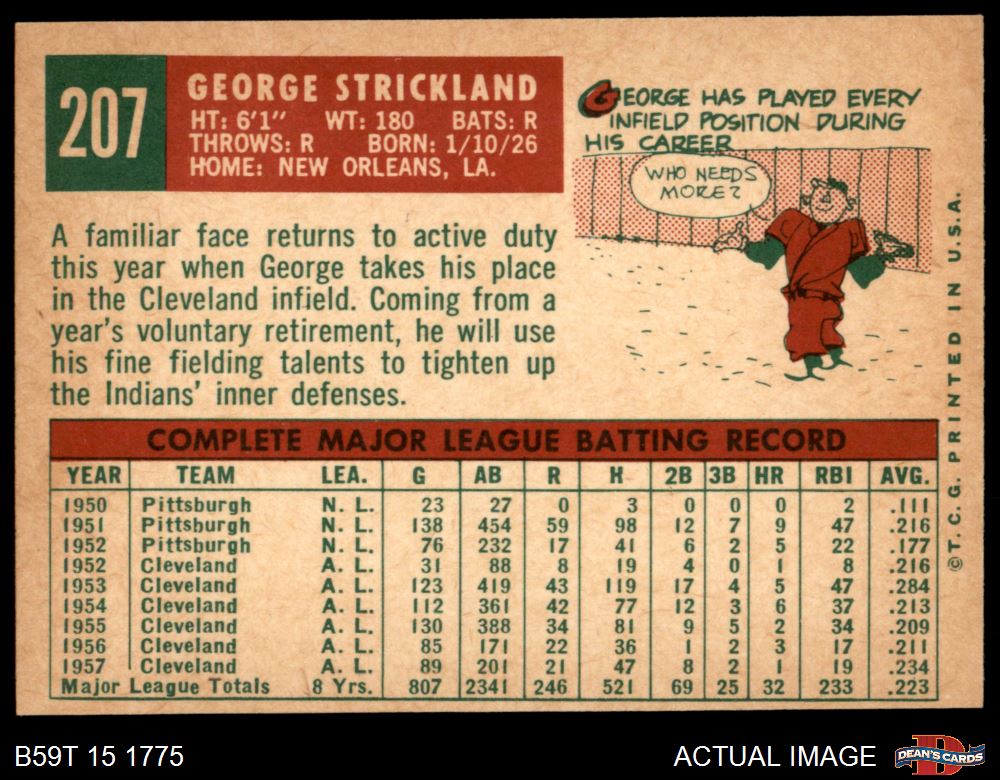 207
GEORGE STRICKLAND
HT: 6'1" WT: 180 BATS: R
THROWS: R BORN: 1/10/26
HOME: NEW ORLEANS, LA.
GEORGE HAS PLAYED EVERY
INFIELD POSITION DURING
HIS CAREER
WHO NEEDS
MORE?
A familiar face returns to active duty
this year when George takes his place
in the Cleveland infield. Coming from a
year's voluntary retirement, he will use
his fine fielding talents to tighten up
the Indians' inner defenses.
COMPLETE MAJOR LEAGUE BATTING RECORD
YEAR TEAM LEA. G AB R H 2B 3B HR RBI AVG.
1950 Pittsburgh N. L. 23 27 0 3 0 0 0 2 .111
1951 Pittsburgh N. L. 138 454 59 98 12 7 9 47 .216
1952 Pittsburgh N. L. 76 232 17 41 6 2 5 22 .177
1952 Cleveland A. L. 31 88 8 19 4 0 1 8 .216
1953 Cleveland A. L. 123 419 43 119 17 4 5 47 .284
1954 Cleveland A. L. 112 361 42 77 12 3 6 37 .213
1955 Cleveland A. L. 130 388 34 81 9 5 2 34 .209
1956 Cleveland A. L. 85 171 22 36 1 2 3 17 .211
1957 Cleveland A. L. 89 201 21 47 8 2 1 19 .234
Major League Totals 8 Yrs. 807 2341 246 521 69 25 32 233 .223
©T. C. G. PRINTED IN U.S.A.
B59T 15 1775
ACTUAL IMAGE
DEAN'S CARDS